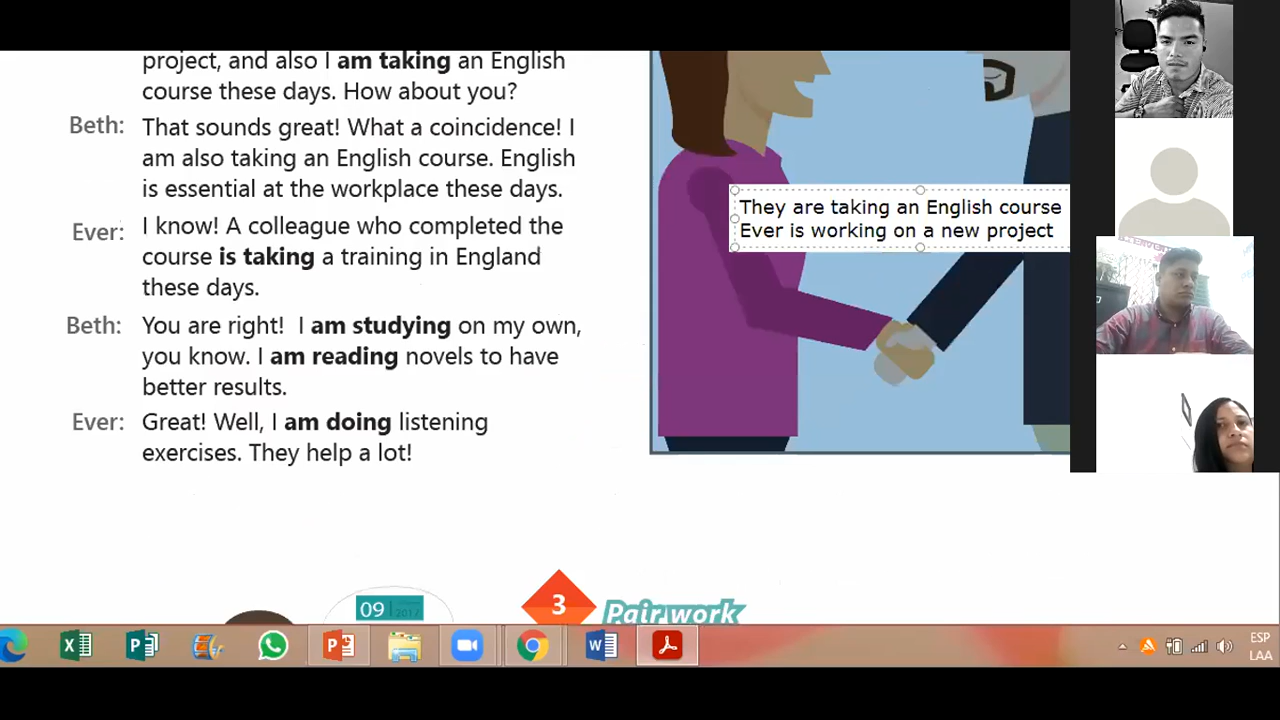 project, and also I am taking an English
course these days. How about you?
Beth: That sounds great! What a coincidence! I
am also taking an English course. English
is essential at the workplace these days.
Ever: I know! A colleague who completed the
course is taking a training in England
these days.
Beth: You are right! I am studying on my own,
you know. I am reading novels to have
better results.
Ever: Great! Well, I am doing listening
exercises. They help a lot!
They are taking an English course
Ever is working on a new project
09
2017
3
Pair work
ESP
LAA